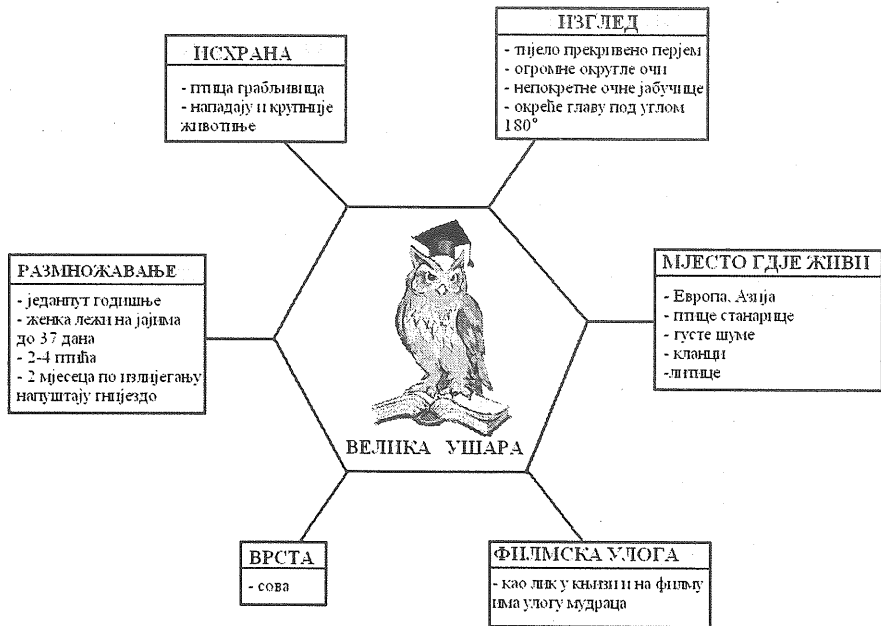 ИСХРАНА
- птица грабљивица
- нападају и крупније
животиње
ИЗГЛЕД
- тијело прекривено перјем
- огромне округле очи
- непокретне очне јабучице
- окреће главу под углом
180°
РАЗМНОЖАВАЊЕ
- једанпут годишње
- женка лежи на јајима
до 37 дана
- 2-4 птића
- 2 мјесеца по излијегању
напуштају гнијездо
МЈЕСТО ГДЈЕ ЖИВИ
- Европа, Азија
- птице станарице
- густе шуме
- кланци
-литице
ВЕЛИКА УШАРА
ВРСТА
- сова
ФИЛМСКА УЛОГА
- као лик у књизи и на филму
има улогу мудраца